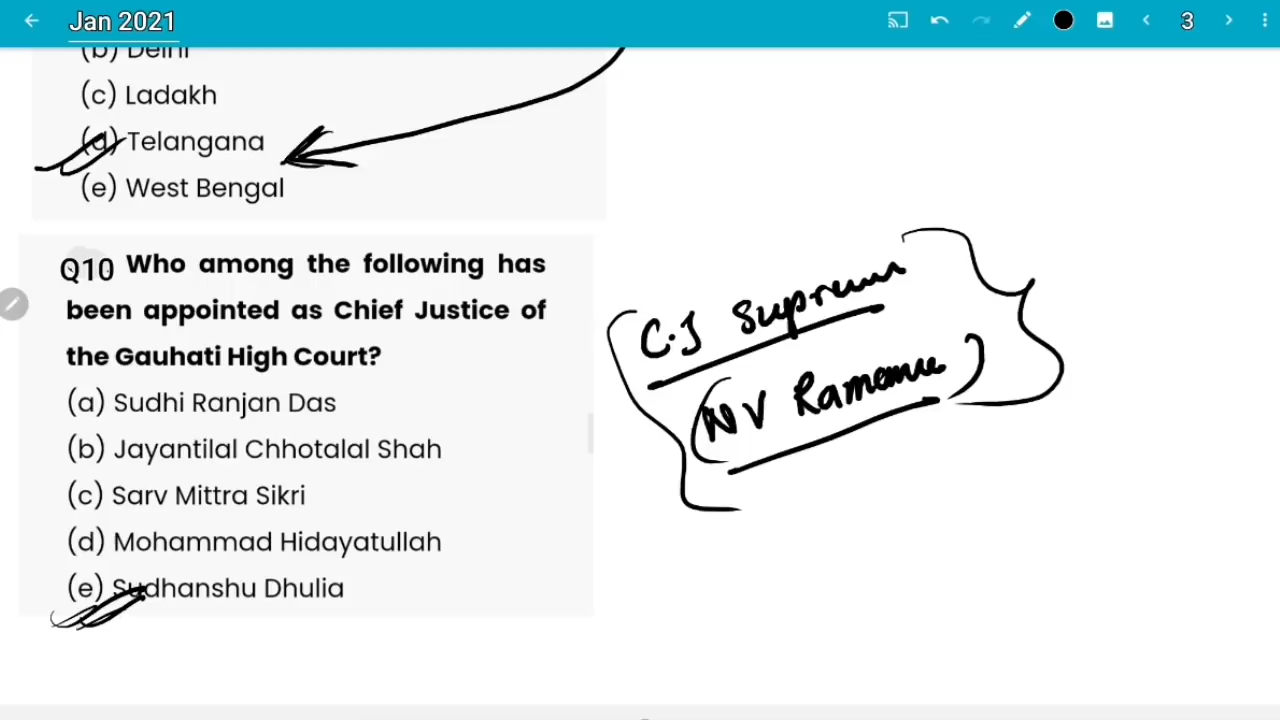 Jan 2021
3
(b) Delhi
(c) Ladakh
(d) Telangana
(e) West Bengal
Q10 Who among the following has
been appointed as Chief Justice of
the Gauhati High Court?
(a) Sudhi Ranjan Das
(b) Jayantilal Chhotalal Shah
(c) Sarv Mittra Sikri
(d) Mohammad Hidayatullah
(e) Sudhanshu Dhulia
C.J Supreme
NV